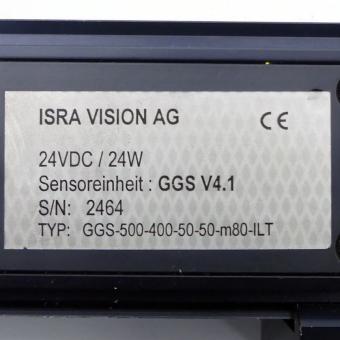 ISRA VISION AG CE
24VDC / 24W
Sensoreinheit : GGS V4.1
S/N: 2464
TYP: GGS-500-400-50-50-m80-ILT